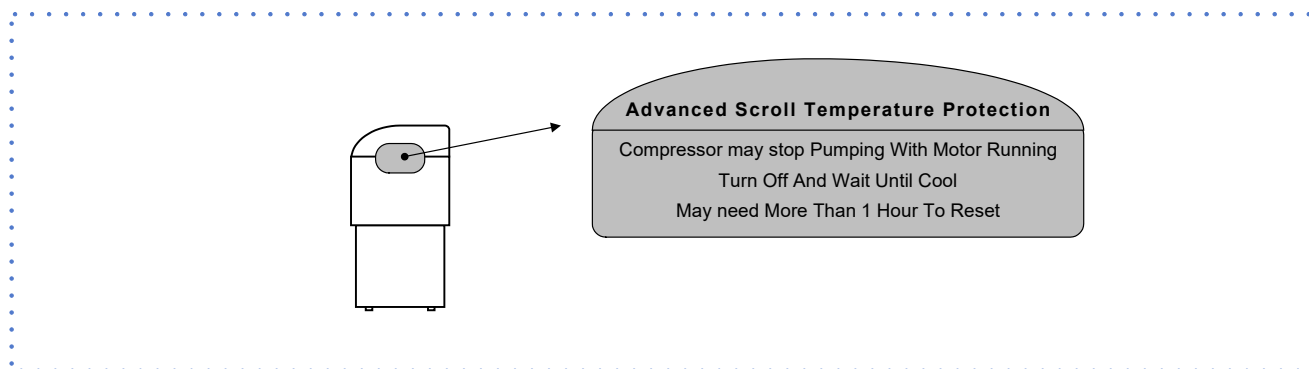 Advanced Scroll Temperature Protection
Compressor may stop Pumping With Motor Running
Turn Off And Wait Until Cool
May need More Than 1 Hour To Reset